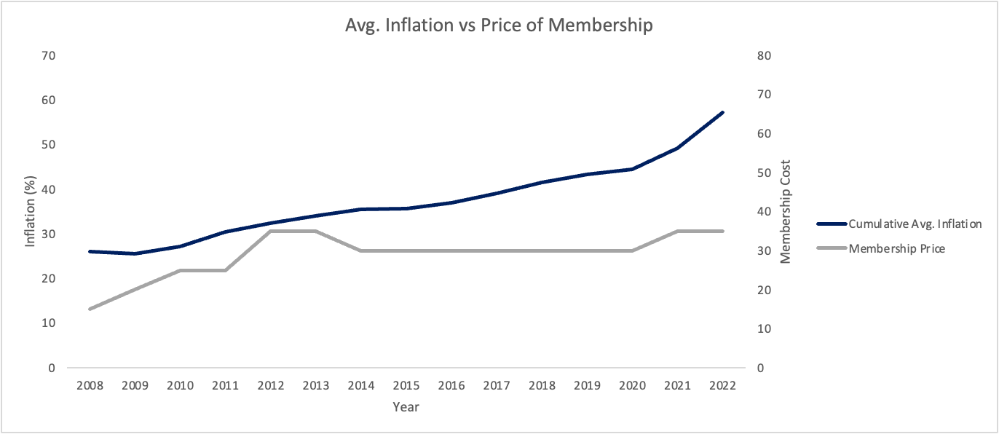 Avg. Inflation vs Price of Membership
70
60
50
40
30
20
10
0
Inflation (%)
80
70
60
50
40
30
20
10
0
Membership Cost
Cumulative Avg. Inflation
Membership Price
2008 2009 2010 2011 2012 2013 2014 2015 2016 2017 2018 2019 2020 2021 2022
Year